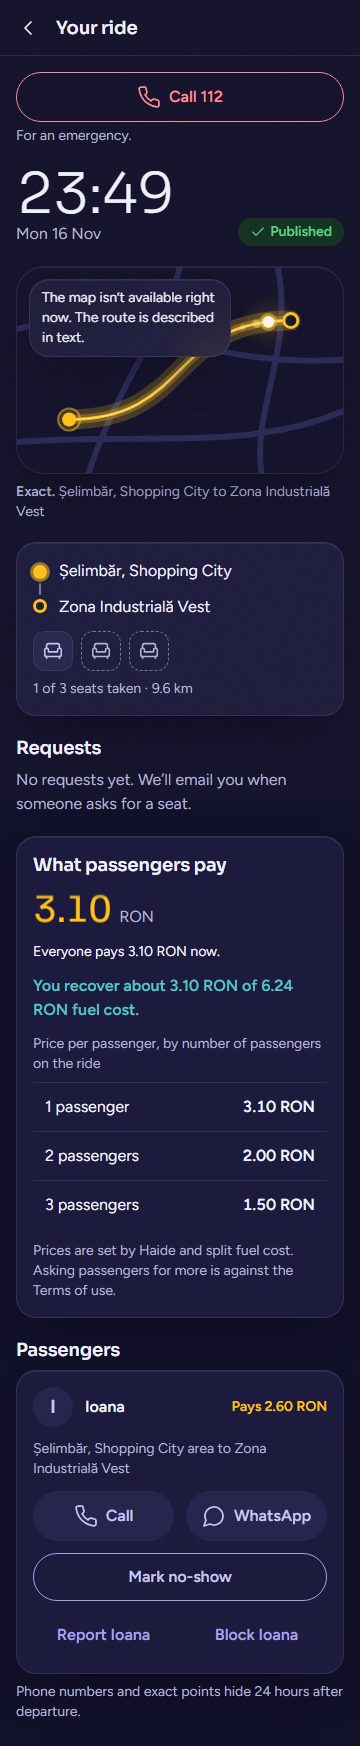 Your ride
Call 112
For an emergency.
23:49
Mon 16 Nov
Published
The map isn’t available right
now. The route is described
in text.
Exact. Șelimbăr, Shopping City to Zona Industrială
Vest
Șelimbăr, Shopping City
Zona Industrială Vest
1 of 3 seats taken · 9.6 km
Requests
No requests yet. We’ll email you when
someone asks for a seat.
What passengers pay
3.10 RON
Everyone pays 3.10 RON now.
You recover about 3.10 RON of 6.24
RON fuel cost.
Price per passenger, by number of passengers
on the ride
1 passenger 3.10 RON
2 passengers 2.00 RON
3 passengers 1.50 RON
Prices are set by Haide and split fuel cost.
Asking passengers for more is against the
Terms of use.
Passengers
I Ioana Pays 2.60 RON
Șelimbăr, Shopping City area to Zona
Industrială Vest
Call WhatsApp
Mark no-show
Report Ioana Block Ioana
Phone numbers and exact points hide 24 hours after
departure.